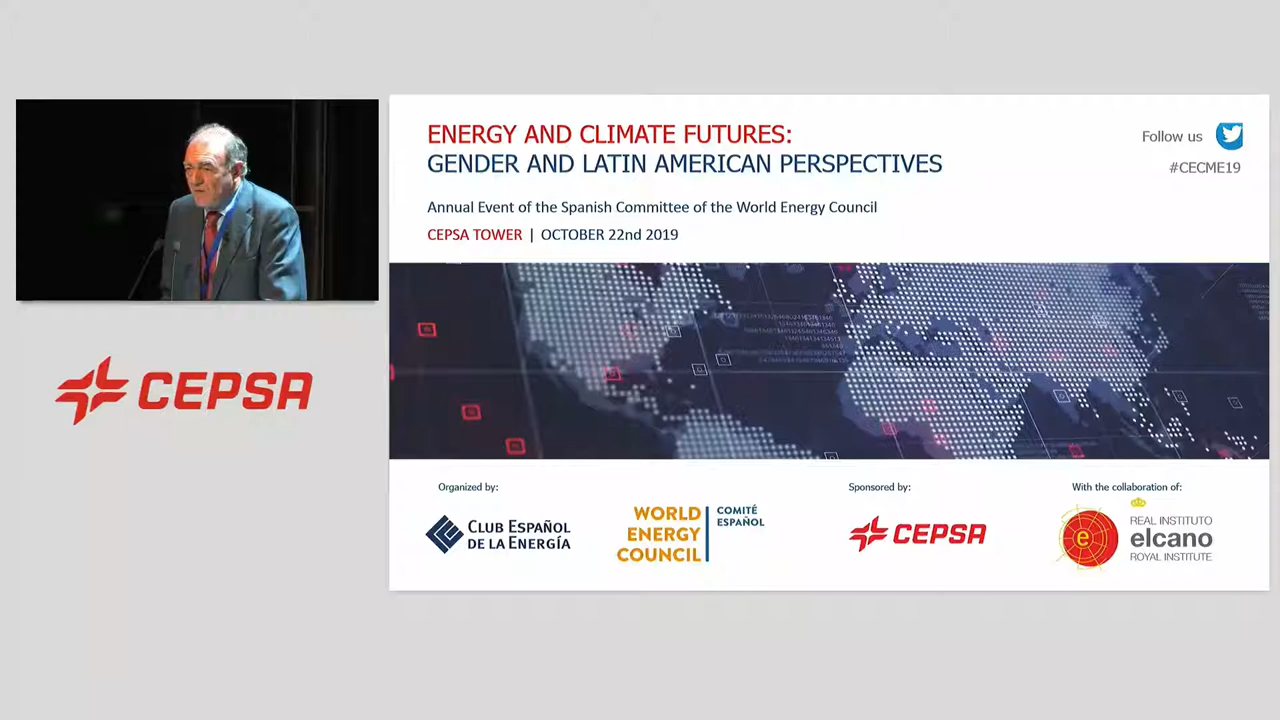 ENERGY AND CLIMATE FUTURES:
GENDER AND LATIN AMERICAN PERSPECTIVES
Annual Event of the Spanish Committee of the World Energy Council
CEPSA TOWER | OCTOBER 22nd 2019
Follow us
#CECME19
CEPSA
Organized by:
CLUB ESPAÑOL
DE LA ENERGÍA
WORLD
ENERGY
COUNCIL
COMITÉ
ESPAÑOL
Sponsored by:
CEPSA
With the collaboration of:
e
REAL INSTITUTO
elcano
ROYAL INSTITUTE